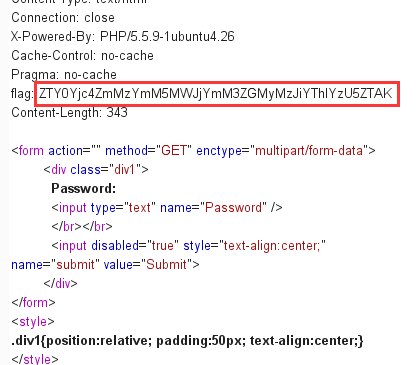 Content-Type: text/html
Connection: close
X-Powered-By: PHP/5.5.9-1ubuntu4.26
Cache-Control: no-cache
Pragma: no-cache
flag: ZTY0Yjc4ZmMzYmM5MWJjYmM3ZGMyMzJiYThlYzU5ZTAK
Content-Length: 343
<form action="" method="GET" enctype="multipart/form-data">
<div class="div1">
Password:
<input type="text" name="Password" />
</br></br>
<input disabled="true" style="text-align:center;"
name="submit" value="Submit">
</div>
</form>
<style>
.div1{position:relative; padding:50px; text-align:center;}
</style>